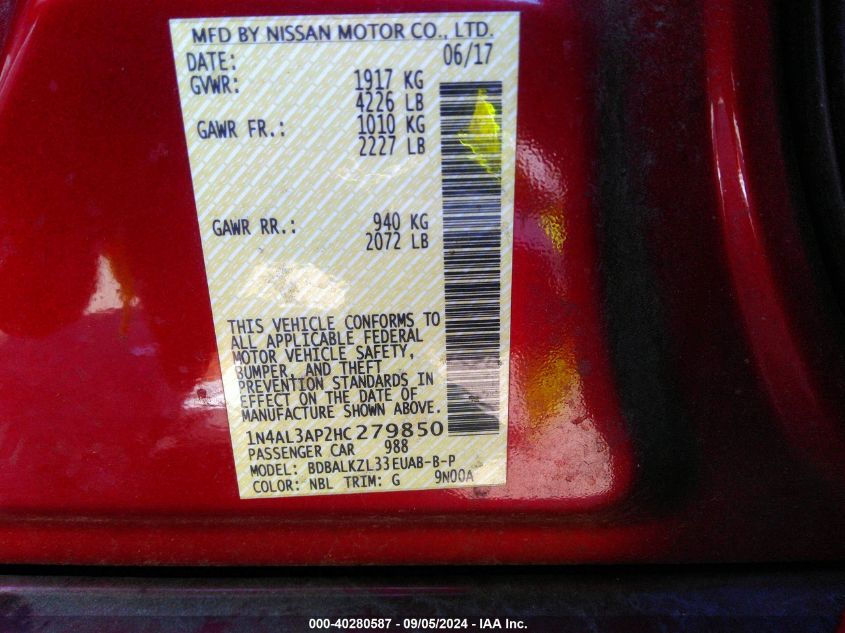 MFD BY NISSAN MOTOR CO., LTD.
DATE: 06/17
GVWR: 1917 KG
4226 LB
GAWR FR.: 1010 KG
2227 LB
GAWR RR.: 940 KG
2072 LB
THIS VEHICLE CONFORMS TO
ALL APPLICABLE FEDERAL
MOTOR VEHICLE SAFETY,
BUMPER, AND THEFT
PREVENTION STANDARDS IN
EFFECT ON THE DATE OF
MANUFACTURE SHOWN ABOVE.
1N4AL3AP2HC279850
PASSENGER CAR 988
MODEL: BDBALKZL33EUAB-B-P
COLOR: NBL TRIM: G 9N00A
000-40280587 - 09/05/2024 - IAA Inc.